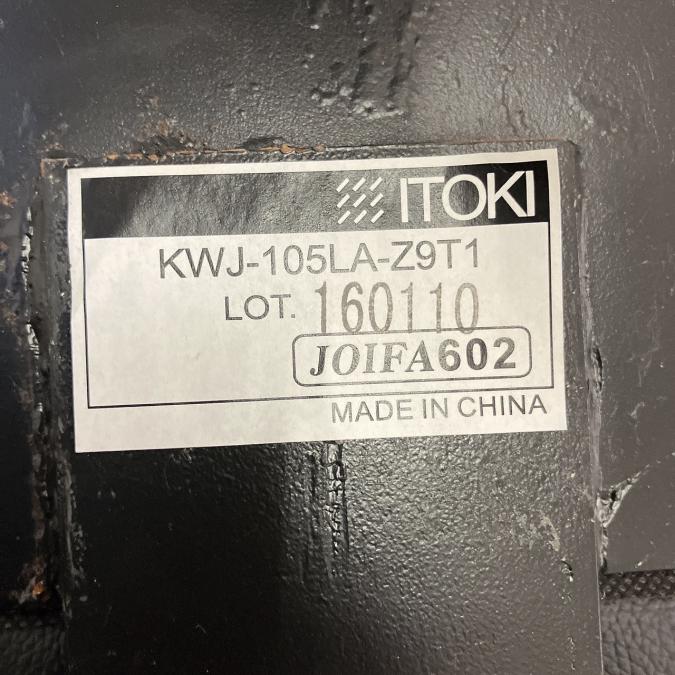 ITOKI
KWJ-105LA-Z9T1
LOT. 160110
JOIFA602
MADE IN CHINA